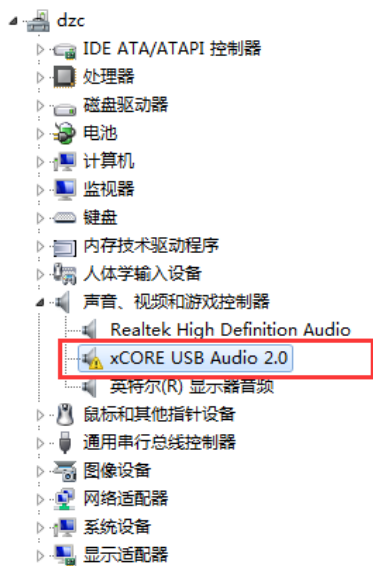 dzc
IDE ATA/ATAPI 控制器
处理器
磁盘驱动器
电池
计算机
监视器
键盘
内存技术驱动程序
人体学输入设备
声音、视频和游戏控制器
Realtek High Definition Audio
xCORE USB Audio 2.0
英特尔(R) 显示器音频
鼠标和其他指针设备
通用串行总线控制器
图像设备
网络适配器
系统设备
显示适配器